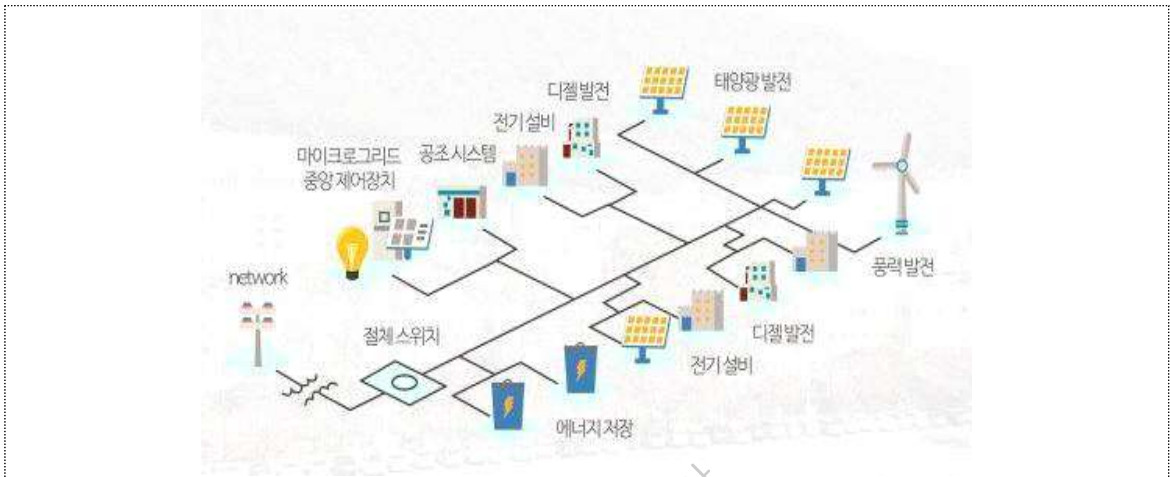 디젤 발전
태양광 발전
전기 설비
마이크로그리드
중앙 제어장치
공조 시스템
network
풍력 발전
절체 스위치
디젤 발전
전기 설비
에너지 저장